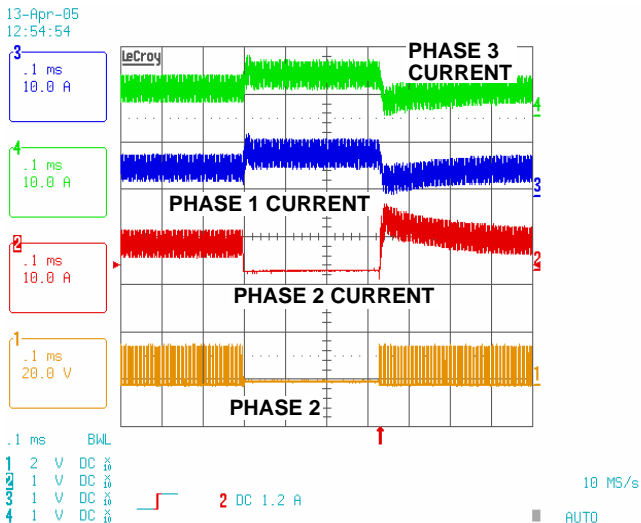 13-Apr-05
12:54:54
3
.1 ms
10.0 A
4
.1 ms
10.0 A
2
.1 ms
10.0 A
1
.1 ms
20.0 V
LeCroy
PHASE 3
CURRENT
4
3
PHASE 1 CURRENT
2
PHASE 2 CURRENT
1
PHASE 2
.1 ms BWL
1 2 V DC X10
2 1 V DC X10
3 1 V DC X10
4 1 V DC X10
2 DC 1.2 A
10 MS/s
AUTO